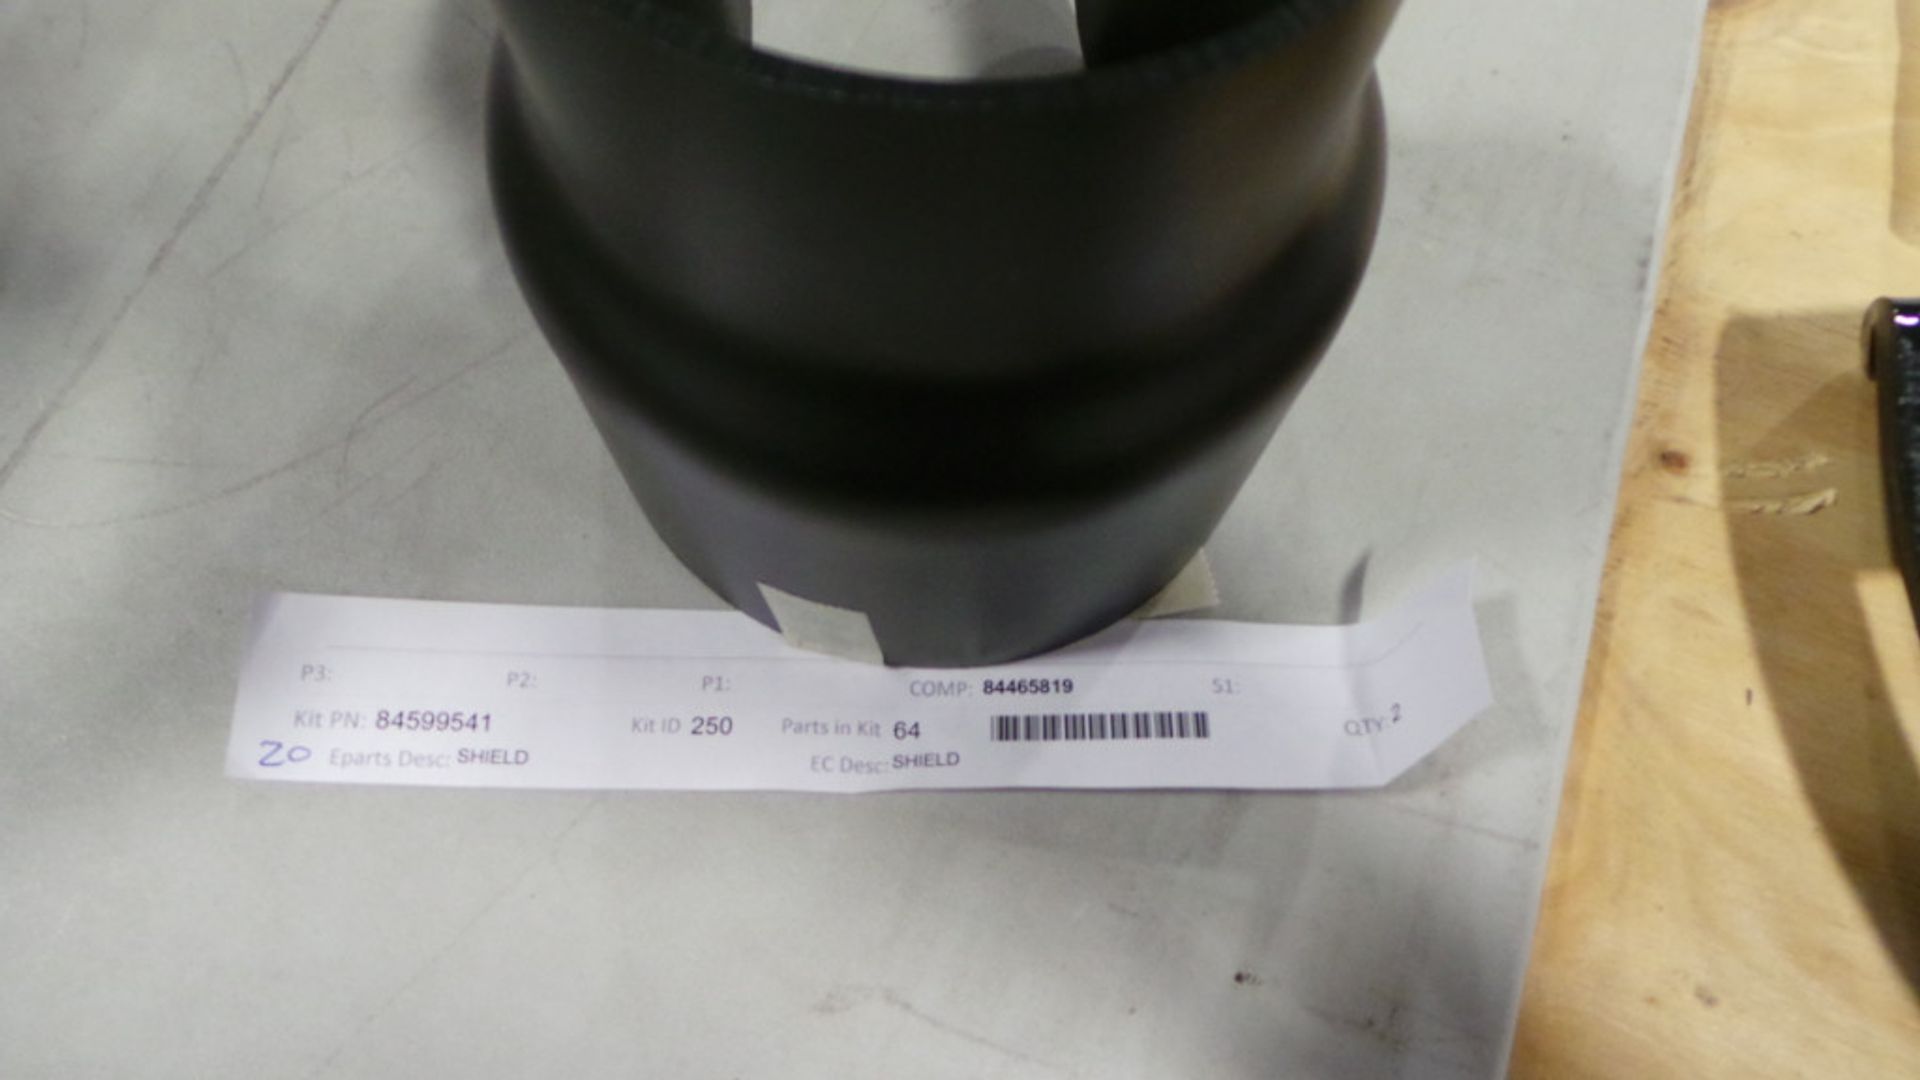 P3: P2: P1: COMP: 84465819 S1:
Kit PN: 84599541 Kit ID 250 Parts in Kit 64 QTY: 2
20 Eparts Desc: SHIELD EC Desc: SHIELD